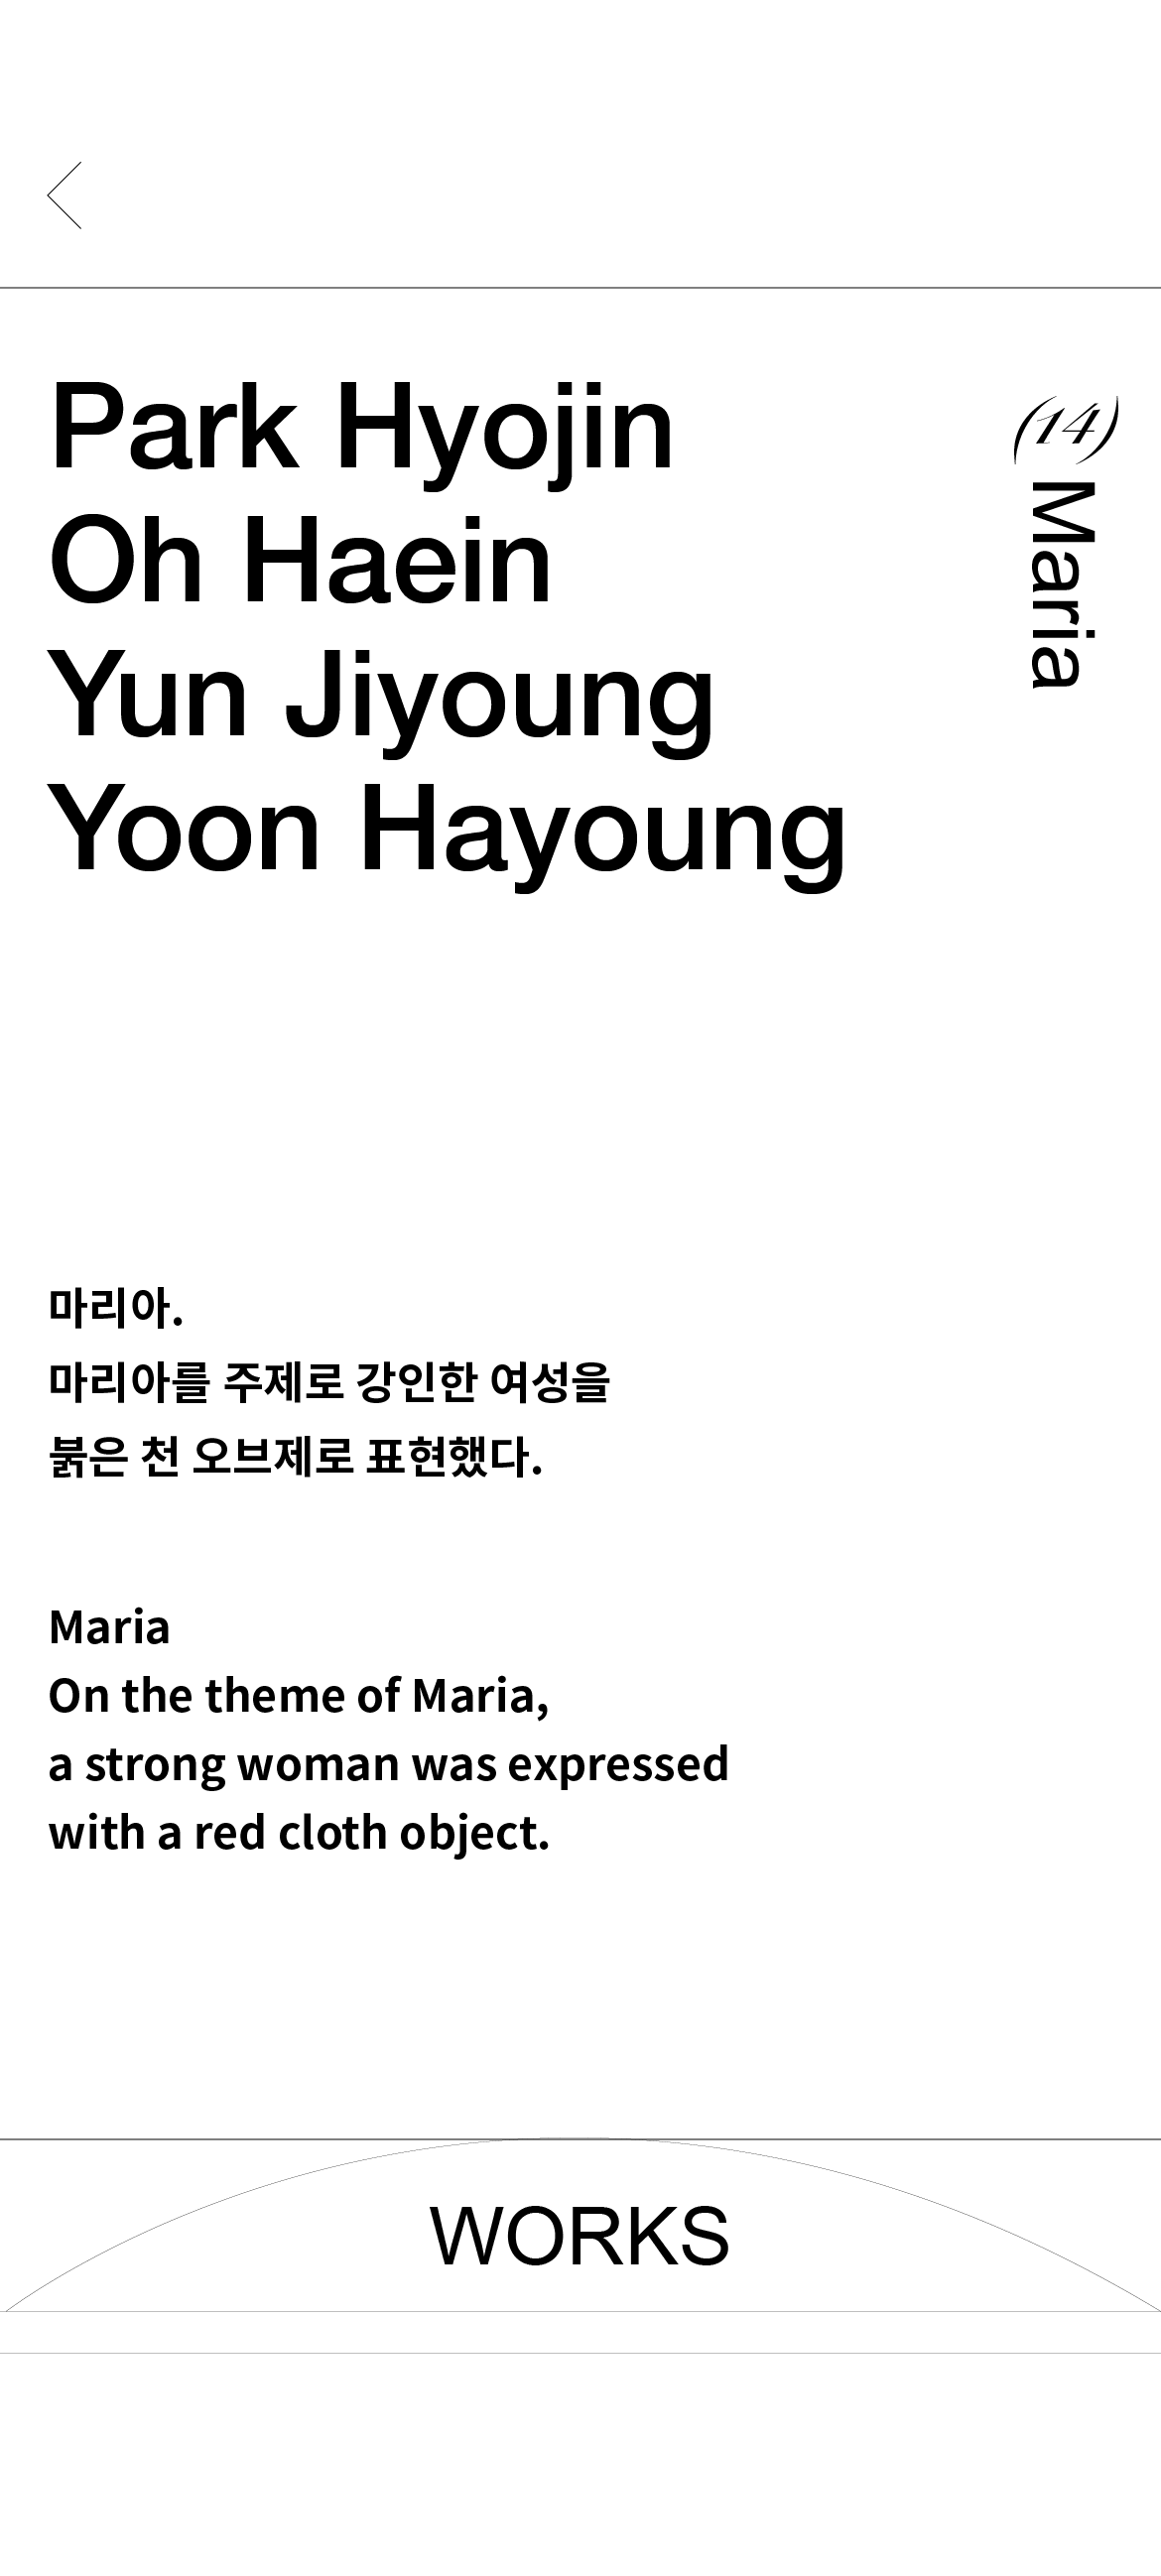 Park Hyojin
Oh Haein
Yun Jiyoung
Yoon Hayoung
(14) Maria
마리아.
마리아를 주제로 강인한 여성을
붉은 천 오브제로 표현했다.
Maria
On the theme of Maria,
a strong woman was expressed
with a red cloth object.
WORKS